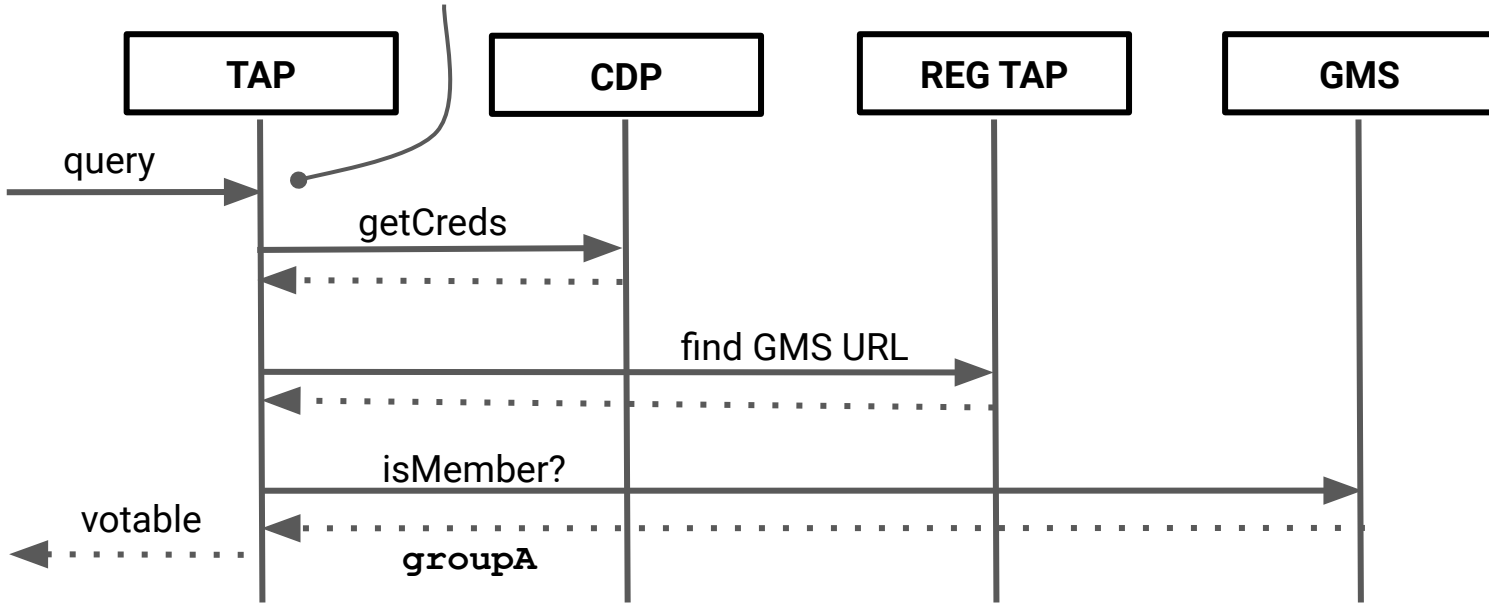 TAP
CDP
REG TAP
GMS
query
getCreds
find GMS URL
isMember?
votable
groupA